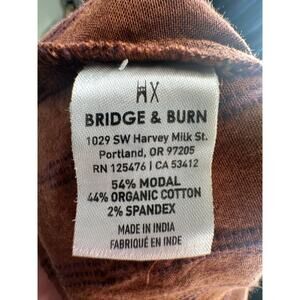 BRIDGE & BURN
1029 SW Harvey Milk St.
Portland, OR 97205
RN 125476 | CA 53412
54% MODAL
44% ORGANIC COTTON
2% SPANDEX
MADE IN INDIA
FABRIQUÉ EN INDE